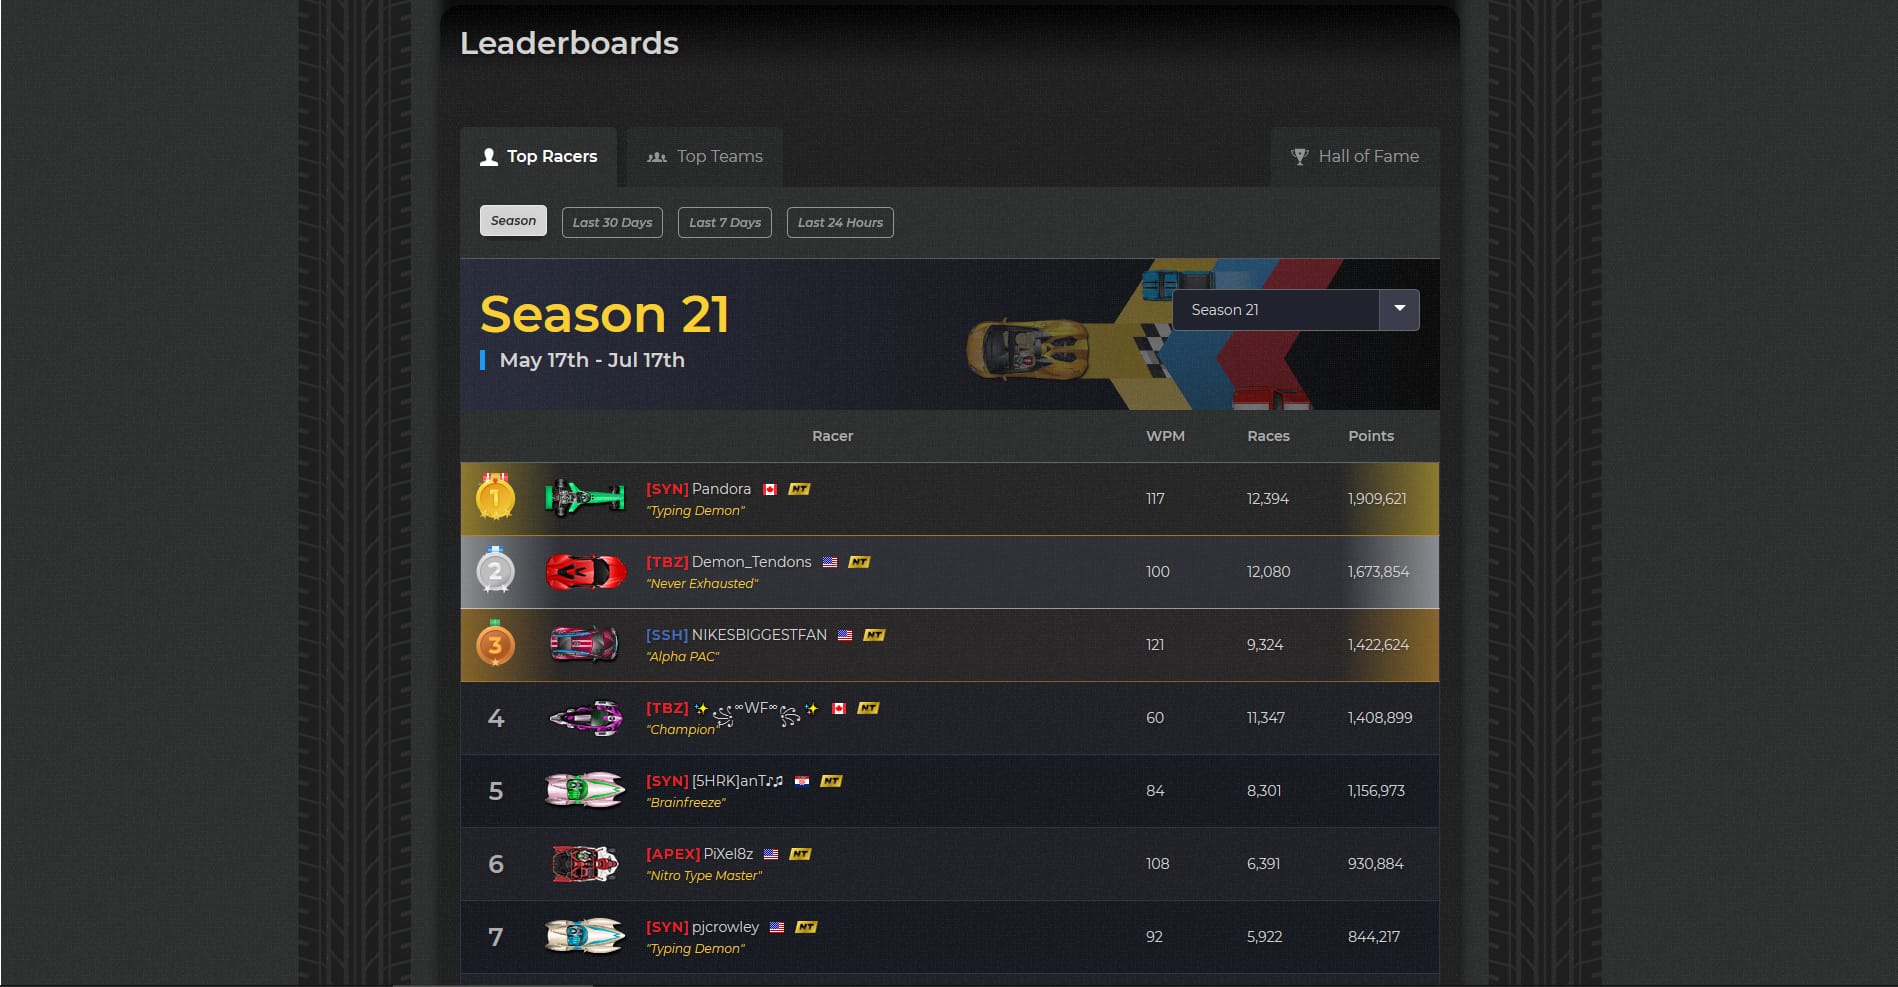 Leaderboards
Top Racers Top Teams Hall of Fame
Season Last 30 Days Last 7 Days Last 24 Hours
Season 21
Season 21
May 17th - Jul 17th
Racer WPM Races Points
1 [SYN] Pandora NT 117 12,394 1,909,621
"Typing Demon"
2 [TBZ] Demon_Tendons NT 100 12,080 1,673,854
"Never Exhausted"
3 [SSH] NIKESBIGGESTFAN NT 121 9,324 1,422,624
"Alpha PAC"
4 [TBZ] ✨꧁∞WF∞꧂✨ NT 60 11,347 1,408,899
"Champion"
5 [SYN] [5HRK]anT♪♫ NT 84 8,301 1,156,973
"Brainfreeze"
6 [APEX] PiXel8z NT 108 6,391 930,884
"Nitro Type Master"
7 [SYN] pjcrowley NT 92 5,922 844,217
"Typing Demon"